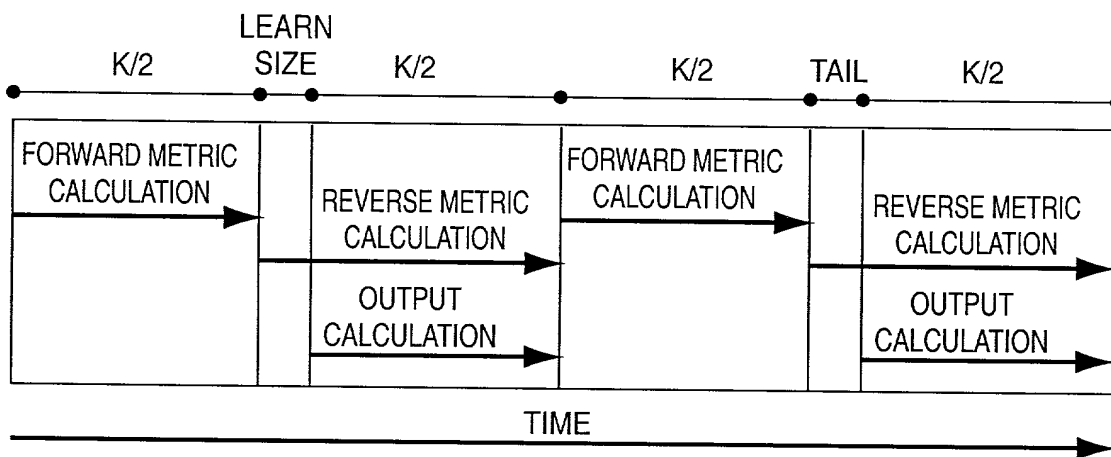 LEARN
SIZE
K/2
K/2
K/2
TAIL
K/2
FORWARD METRIC
CALCULATION
REVERSE METRIC
CALCULATION
OUTPUT
CALCULATION
FORWARD METRIC
CALCULATION
REVERSE METRIC
CALCULATION
OUTPUT
CALCULATION
TIME